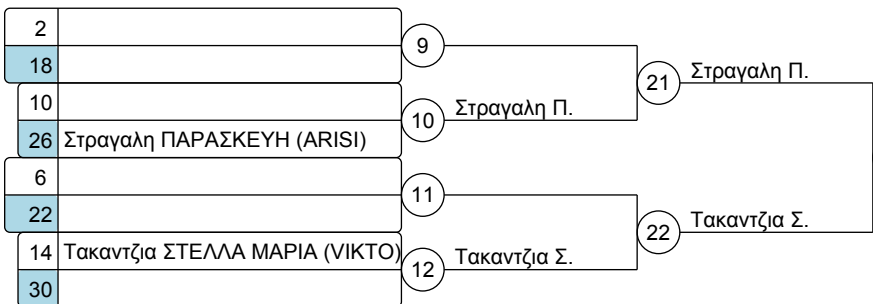 2
9
18
21 Στραγαλη Π.
10
10 Στραγαλη Π.
26 Στραγαλη ΠΑΡΑΣΚΕΥΗ (ARISI)
6
11
22
22 Τακαντζια Σ.
14 Τακαντζια ΣΤΕΛΛΑ ΜΑΡΙΑ (VIKTO)
12 Τακαντζια Σ.
30